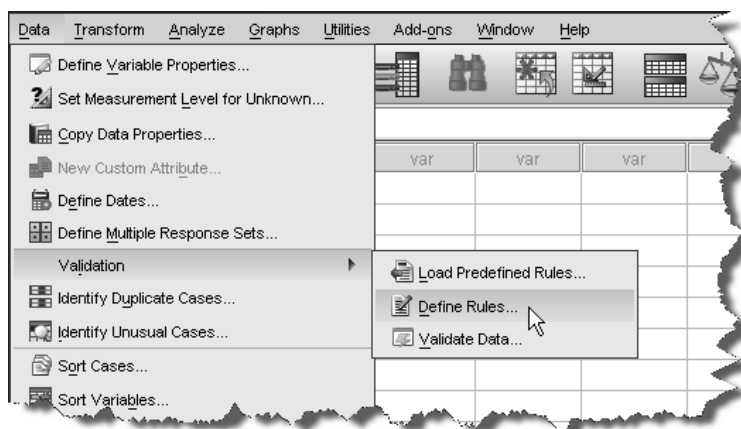 Data Transform Analyze Graphs Utilities Add-ons Window Help
Define Variable Properties...
Set Measurement Level for Unknown...
Copy Data Properties...
New Custom Attribute...
Define Dates...
Define Multiple Response Sets...
Validation
Identify Duplicate Cases...
Identify Unusual Cases...
Sort Cases...
Sort Variables...
var var var
Load Predefined Rules...
Define Rules...
Validate Data...